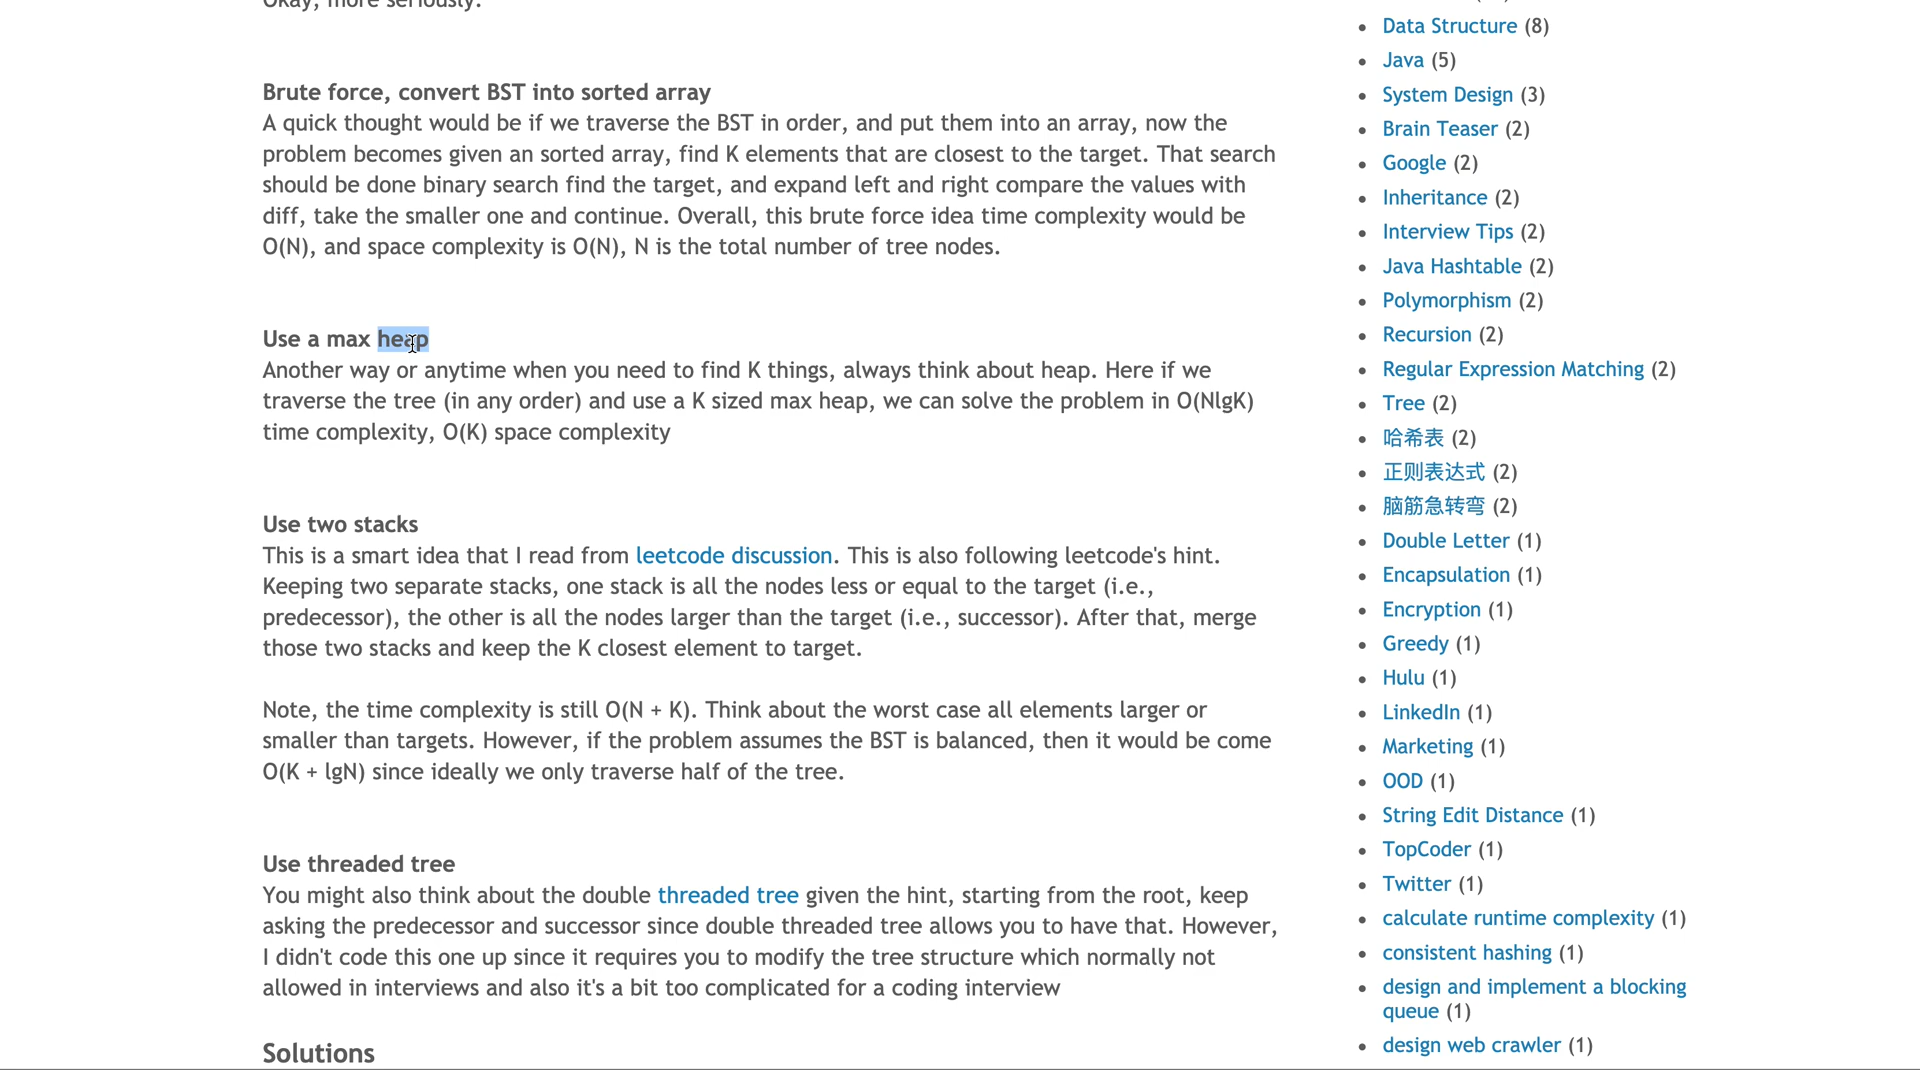 Okay, more seriously.
Brute force, convert BST into sorted array
A quick thought would be if we traverse the BST in order, and put them into an array, now the
problem becomes given an sorted array, find K elements that are closest to the target. That search
should be done binary search find the target, and expand left and right compare the values with
diff, take the smaller one and continue. Overall, this brute force idea time complexity would be
O(N), and space complexity is O(N), N is the total number of tree nodes.
Use a max heap
Another way or anytime when you need to find K things, always think about heap. Here if we
traverse the tree (in any order) and use a K sized max heap, we can solve the problem in O(NlgK)
time complexity, O(K) space complexity
Use two stacks
This is a smart idea that I read from leetcode discussion. This is also following leetcode's hint.
Keeping two separate stacks, one stack is all the nodes less or equal to the target (i.e.,
predecessor), the other is all the nodes larger than the target (i.e., successor). After that, merge
those two stacks and keep the K closest element to target.
Note, the time complexity is still O(N + K). Think about the worst case all elements larger or
smaller than targets. However, if the problem assumes the BST is balanced, then it would be come
O(K + lgN) since ideally we only traverse half of the tree.
Use threaded tree
You might also think about the double threaded tree given the hint, starting from the root, keep
asking the predecessor and successor since double threaded tree allows you to have that. However,
I didn't code this one up since it requires you to modify the tree structure which normally not
allowed in interviews and also it's a bit too complicated for a coding interview
Solutions
Data Structure (8)
Java (5)
System Design (3)
Brain Teaser (2)
Google (2)
Inheritance (2)
Interview Tips (2)
Java Hashtable (2)
Polymorphism (2)
Recursion (2)
Regular Expression Matching (2)
Tree (2)
哈希表 (2)
正则表达式 (2)
脑筋急转弯 (2)
Double Letter (1)
Encapsulation (1)
Encryption (1)
Greedy (1)
Hulu (1)
LinkedIn (1)
Marketing (1)
OOD (1)
String Edit Distance (1)
TopCoder (1)
Twitter (1)
calculate runtime complexity (1)
consistent hashing (1)
design and implement a blocking
queue (1)
design web crawler (1)